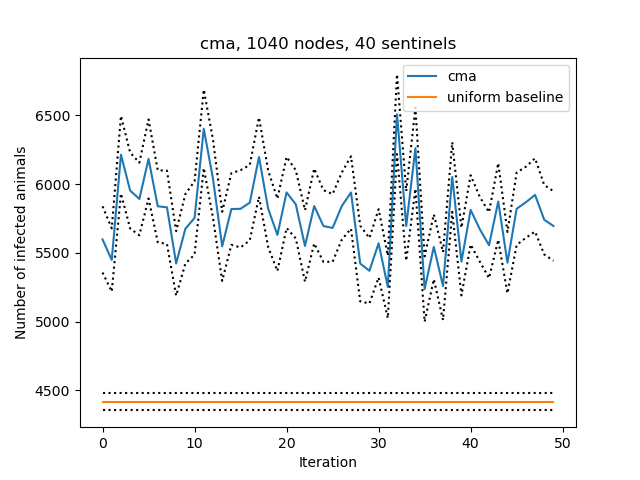 cma, 1040 nodes, 40 sentinels
cma
uniform baseline
Number of infected animals
6500
6000
5500
5000
4500
0 10 20 30 40 50
Iteration